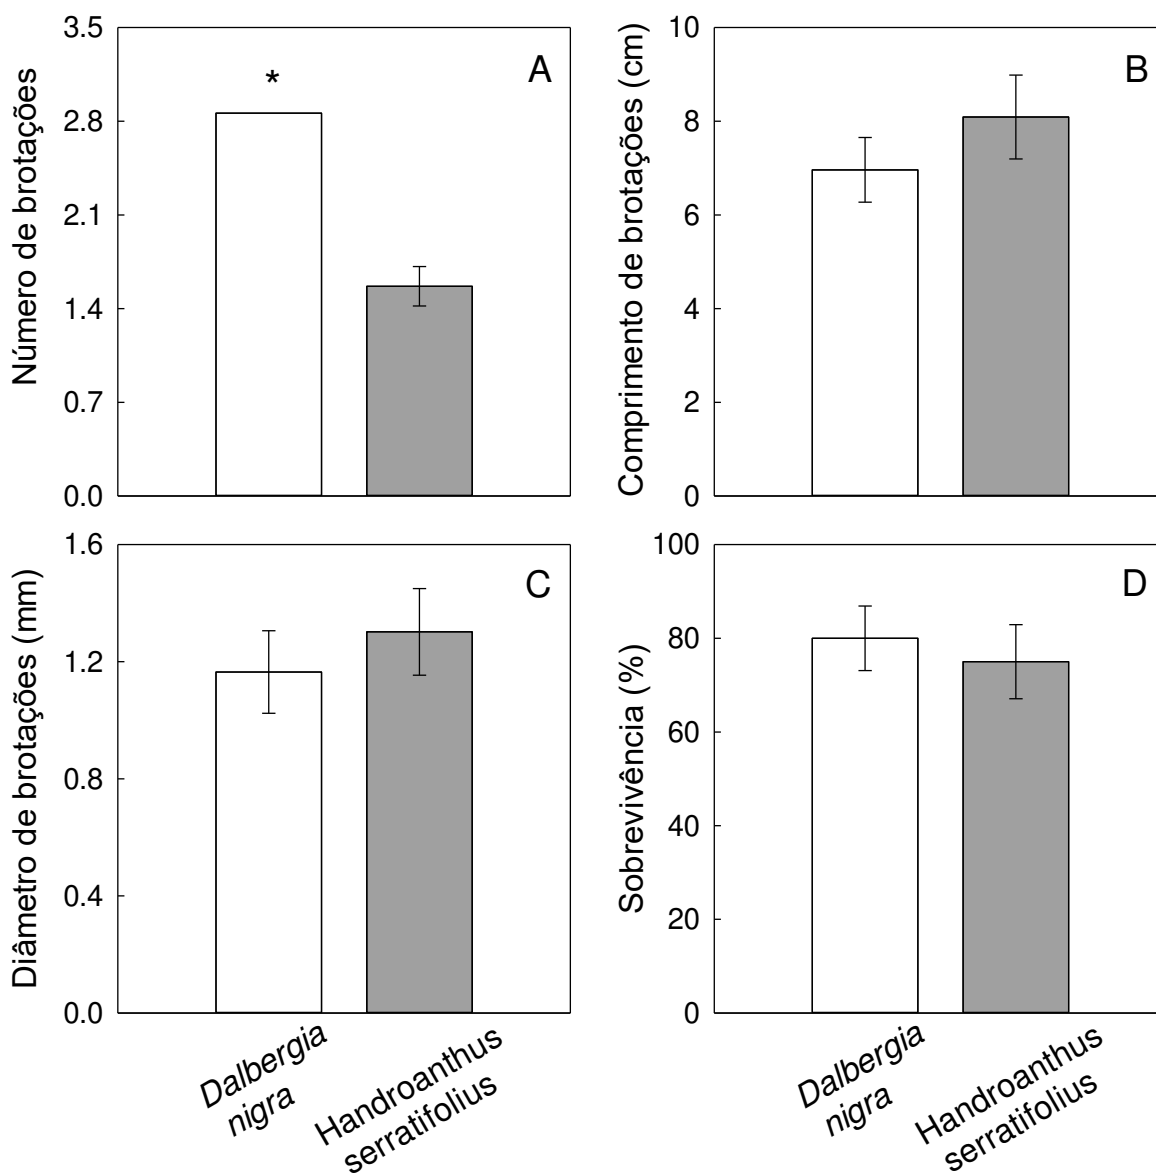 3.5
2.8
2.1
1.4
0.7
0.0
Número de brotações
A
*
10
8
6
4
2
0
Comprimento de brotações (cm)
B
1.6
1.2
0.8
0.4
0.0
Diâmetro de brotações (mm)
C
100
80
60
40
20
0
Sobrevivência (%)
D
Dalbergia
nigra
Handroanthus
serratifolius
Dalbergia
nigra
Handroanthus
serratifolius